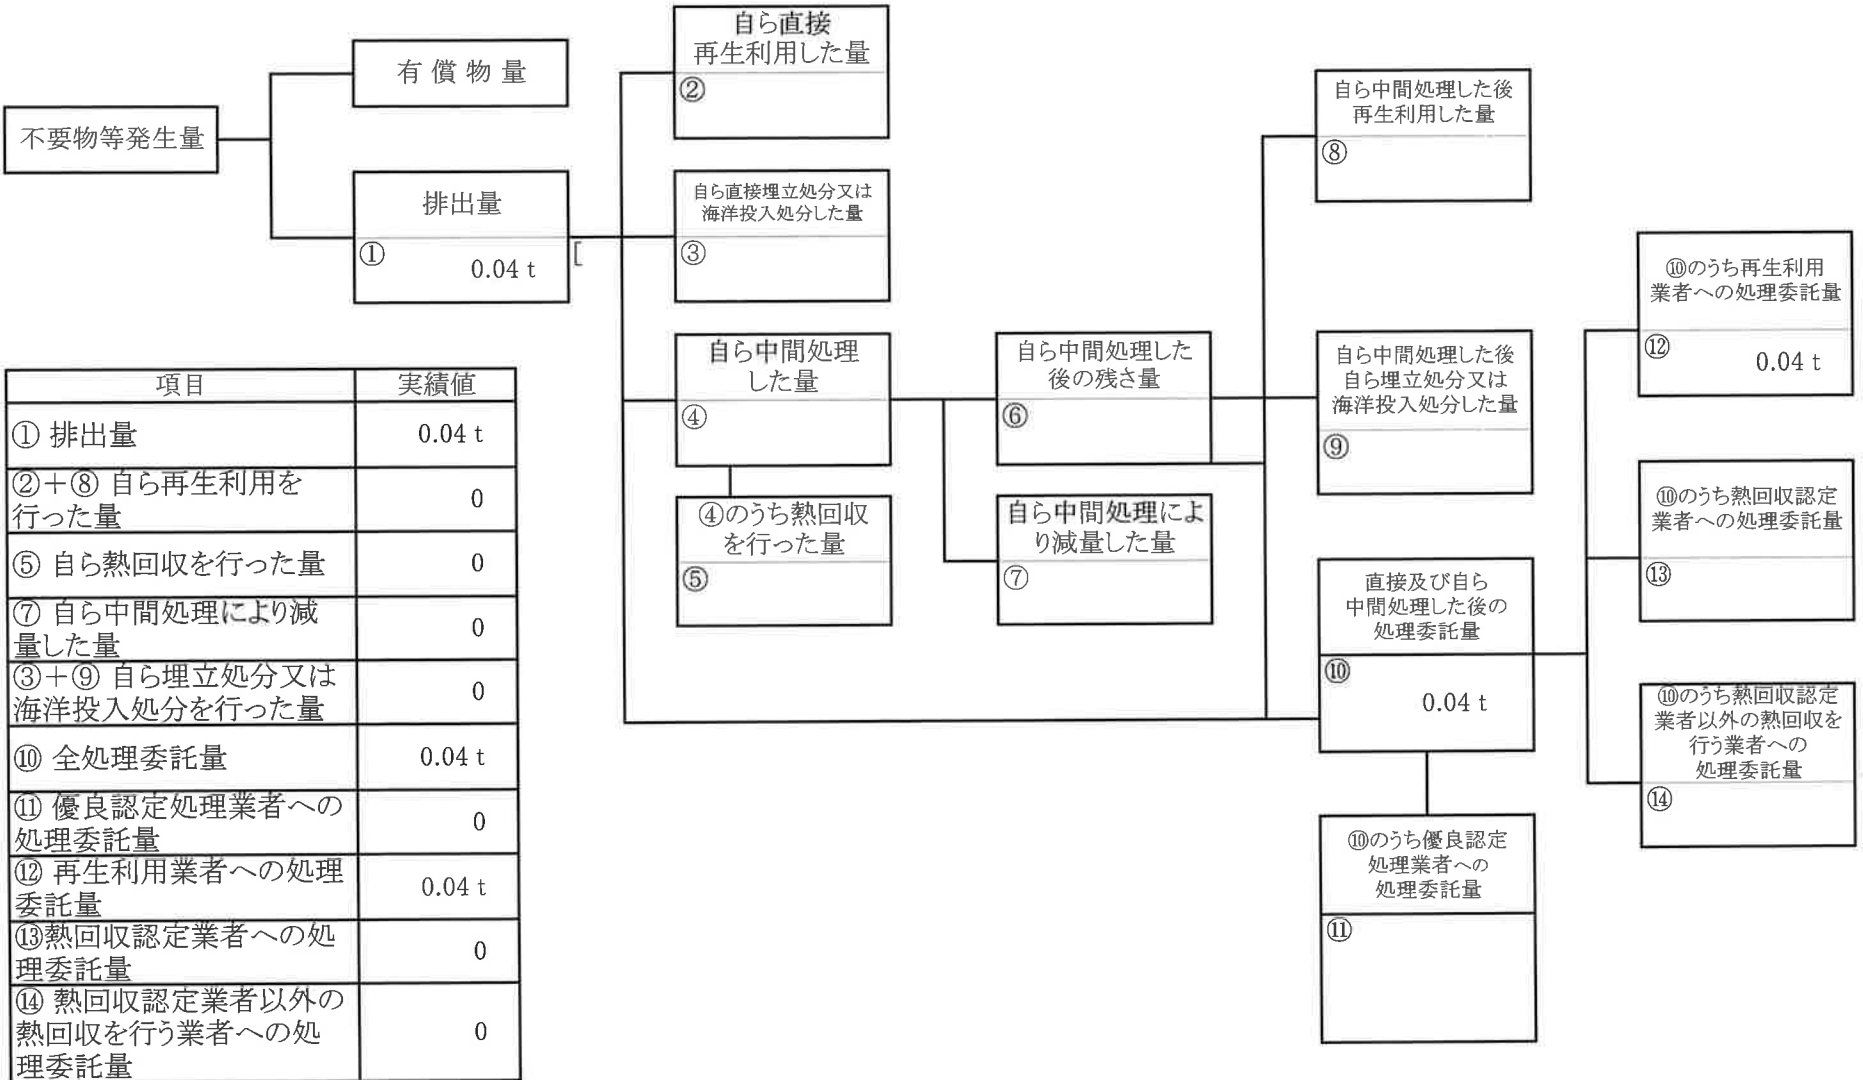 不要物等発生量
有 償 物 量
排出量
①
0.04 t
自ら直接
再生利用した量
②
自ら直接埋立処分又は
海洋投入処分した量
③
自ら中間処理
した量
④
④のうち熱回収
を行った量
⑤
自ら中間処理した
後の残さ量
⑥
自ら中間処理によ
り減量した量
⑦
自ら中間処理した後
再生利用した量
⑧
自ら中間処理した後
自ら埋立処分又は
海洋投入処分した量
⑨
直接及び自ら
中間処理した後の
処理委託量
⑩
0.04 t
⑩のうち優良認定
処理業者への
処理委託量
⑪
⑩のうち再生利用
業者への処理委託量
⑫
0.04 t
⑩のうち熱回収認定
業者への処理委託量
⑬
⑩のうち熱回収認定
業者以外の熱回収を
行う業者への
処理委託量
⑭
項目 実績値
① 排出量 0.04 t
②＋⑧ 自ら再生利用を
行った量 0
⑤ 自ら熱回収を行った量 0
⑦ 自ら中間処理により減
量した量 0
③＋⑨ 自ら埋立処分又は
海洋投入処分を行った量 0
⑩ 全処理委託量 0.04 t
⑪ 優良認定処理業者への
処理委託量 0
⑫ 再生利用業者への処理
委託量 0.04 t
⑬熱回収認定業者への処
理委託量 0
⑭ 熱回収認定業者以外の
熱回収を行う業者への処
理委託量 0